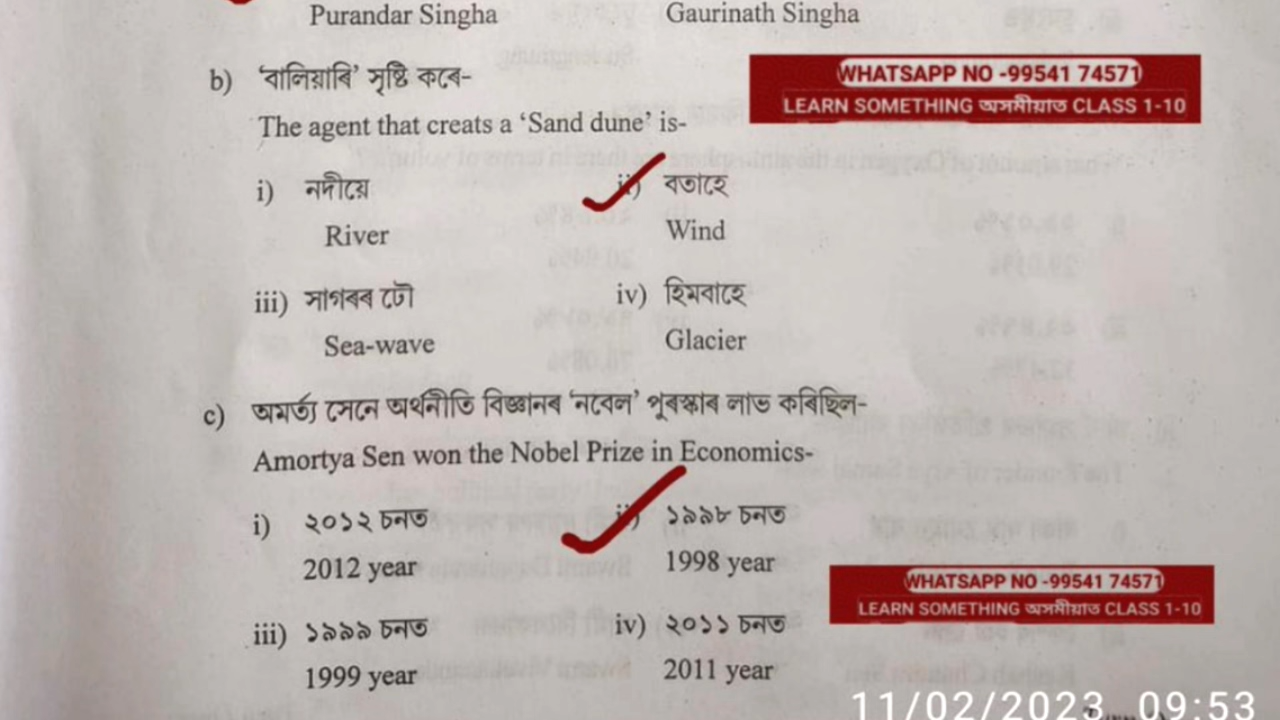 Purandar Singha Gaurinath Singha
b) ‘বালিয়াৰি’ সৃষ্টি কৰে-
WHATSAPP NO -99541 74571
LEARN SOMETHING অসমীয়াত CLASS 1-10
The agent that creats a ‘Sand dune’ is-
i) নদীয়ে ii) বতাহে
River Wind
iii) সাগৰৰ ঢৌ iv) হিমবাহে
Sea-wave Glacier
c) অমৰ্ত্য সেনে অৰ্থনীতি বিজ্ঞানৰ ‘নবেল’ পুৰস্কাৰ লাভ কৰিছিল-
Amortya Sen won the Nobel Prize in Economics-
i) ২০১২ চনত ii) ১৯৯৮ চনত
2012 year 1998 year
WHATSAPP NO -99541 74571
LEARN SOMETHING অসমীয়াত CLASS 1-10
iii) ১৯৯৯ চনত iv) ২০১১ চনত
1999 year 2011 year
11/02/2023 09:53